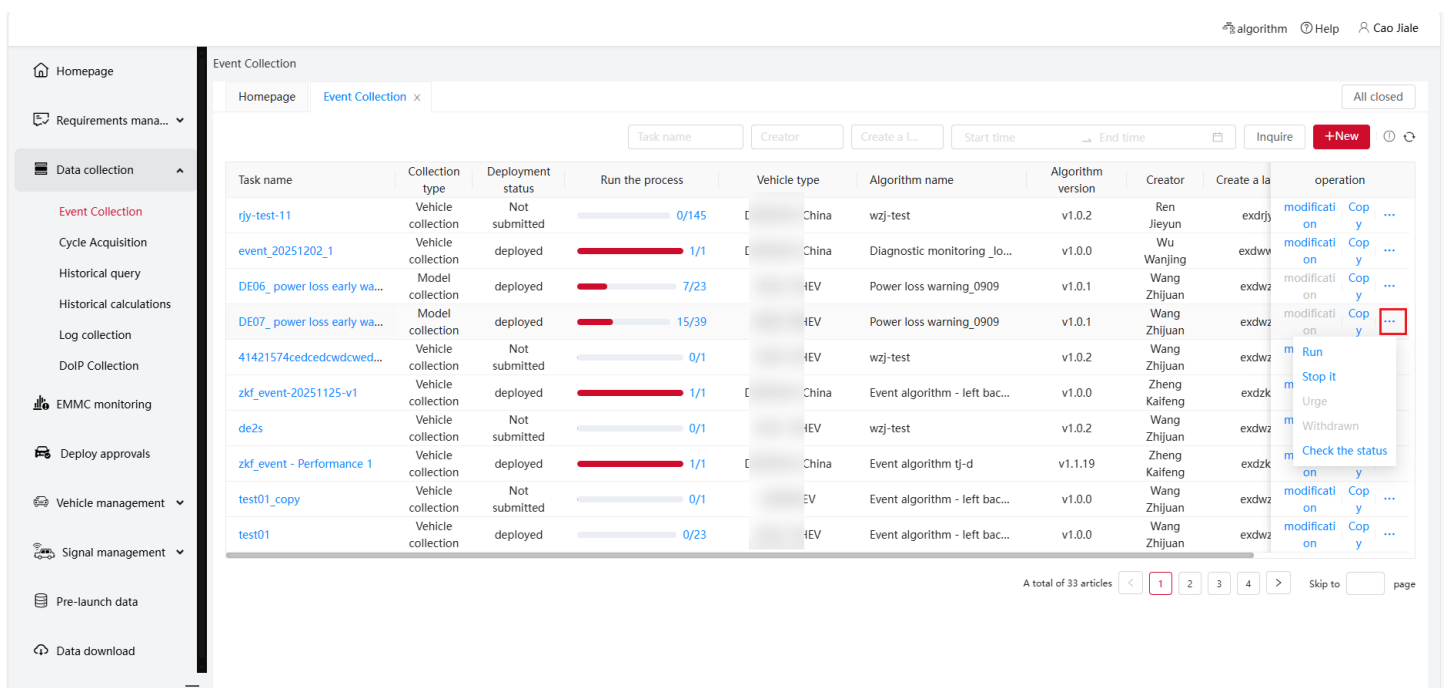 algorithm Help Cao Jiale
Homepage
Requirements mana...
Data collection
Event Collection
Cycle Acquisition
Historical query
Historical calculations
Log collection
DoIP Collection
EMMC monitoring
Deploy approvals
Vehicle management
Signal management
Pre-launch data
Data download
Event Collection
Homepage Event Collection × All closed
Task name Creator Create a l... Start time End time Inquire +New
Task name Collection type Deployment status Run the process Vehicle type Algorithm name Algorithm version Creator Create a la operation
rjy-test-11 Vehicle collection Not submitted 0/145 China wzj-test v1.0.2 Ren Jieyun exdrjy modification Copy ...
event_20251202_1 Vehicle collection deployed 1/1 China Diagnostic monitoring _lo... v1.0.0 Wu Wanjing exdww modification Copy ...
DE06_ power loss early wa... Model collection deployed 7/23 HEV Power loss warning_0909 v1.0.1 Wang Zhijuan exdwz modification Copy ...
DE07_ power loss early wa... Model collection deployed 15/39 HEV Power loss warning_0909 v1.0.1 Wang Zhijuan exdwz modification Copy ...
41421574cedcedcwdcwed... Vehicle collection Not submitted 0/1 HEV wzj-test v1.0.2 Wang Zhijuan exdwz
zkf_event-20251125-v1 Vehicle collection deployed 1/1 China Event algorithm - left bac... v1.0.0 Zheng Kaifeng exdzk
de2s Vehicle collection Not submitted 0/1 HEV wzj-test v1.0.2 Wang Zhijuan exdwz
zkf_event - Performance 1 Vehicle collection deployed 1/1 China Event algorithm tj-d v1.1.19 Zheng Kaifeng exdzk on y
test01_copy Vehicle collection Not submitted 0/1 EV Event algorithm - left bac... v1.0.0 Wang Zhijuan exdwz modification Copy ...
test01 Vehicle collection deployed 0/23 HEV Event algorithm - left bac... v1.0.0 Wang Zhijuan exdwz modification Copy ...
Run
Stop it
Urge
Withdrawn
Check the status
A total of 33 articles < 1 2 3 4 > Skip to page